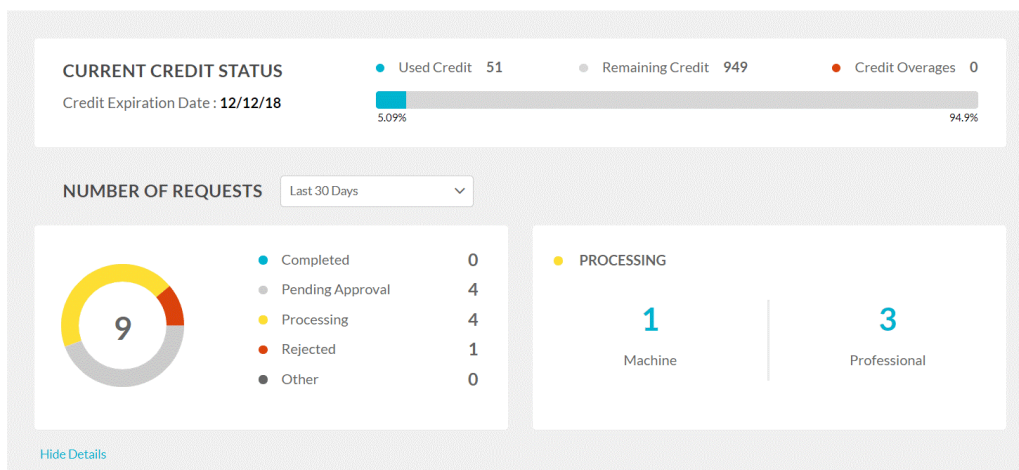 CURRENT CREDIT STATUS
Used Credit 51
Remaining Credit 949
Credit Overages 0
Credit Expiration Date : 12/12/18
5.09%
94.9%
NUMBER OF REQUESTS
Last 30 Days
9
Completed 0
Pending Approval 4
Processing 4
Rejected 1
Other 0
PROCESSING
1
Machine
3
Professional
Hide Details